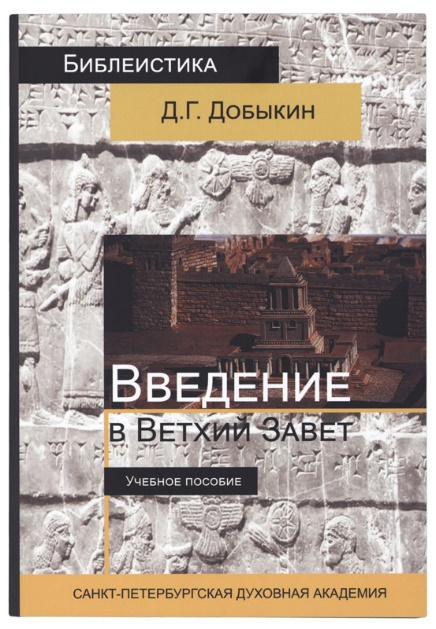 Библеистика
Д.Г. Добыкин
Введение
в Ветхий Завет
Учебное пособие
САНКТ-ПЕТЕРБУРГСКАЯ ДУХОВНАЯ АКАДЕМИЯ